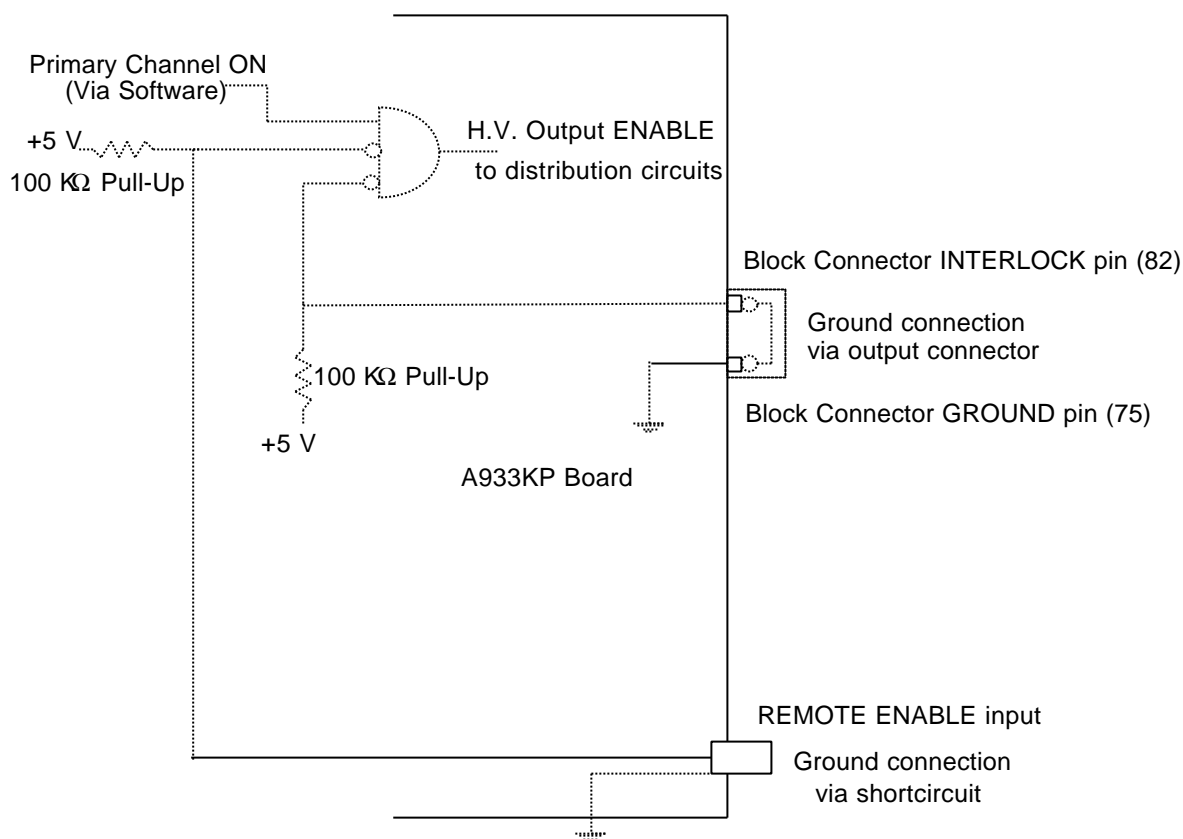 Primary Channel ON
(Via Software)
+5 V
100 KΩ Pull-Up
H.V. Output ENABLE
to distribution circuits
Block Connector INTERLOCK pin (82)
Ground connection
via output connector
100 KΩ Pull-Up
+5 V
Block Connector GROUND pin (75)
A933KP Board
REMOTE ENABLE input
Ground connection
via shortcircuit